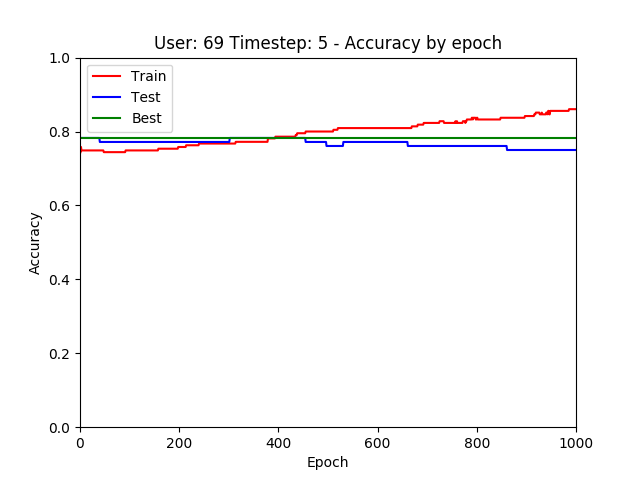 User: 69 Timestep: 5 - Accuracy by epoch
1.0
Train
Test
Best
0.8
0.6
Accuracy
0.4
0.2
0.0
0 200 400 600 800 1000
Epoch